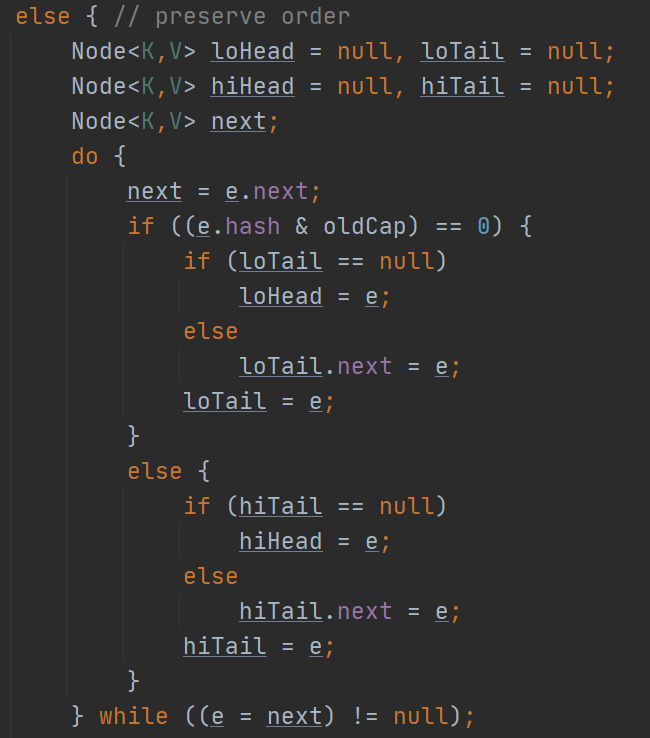 else { // preserve order
    Node<K,V> loHead = null, loTail = null;
    Node<K,V> hiHead = null, hiTail = null;
    Node<K,V> next;
    do {
        next = e.next;
        if ((e.hash & oldCap) == 0) {
            if (loTail == null)
                loHead = e;
            else
                loTail.next = e;
            loTail = e;
        }
        else {
            if (hiTail == null)
                hiHead = e;
            else
                hiTail.next = e;
            hiTail = e;
        }
    } while ((e = next) != null);